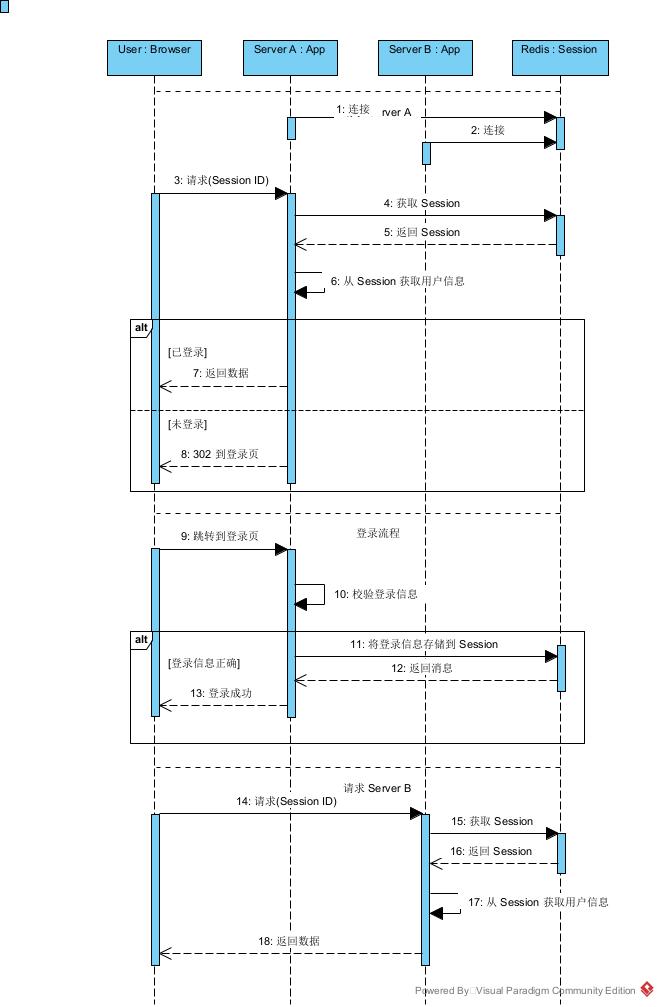 User : Browser
Server A : App
Server B : App
Redis : Session
1: 连接
rver A
2: 连接
3: 请求(Session ID)
4: 获取 Session
5: 返回 Session
6: 从 Session 获取用户信息
alt
[已登录]
7: 返回数据
[未登录]
8: 302 到登录页
登录流程
9: 跳转到登录页
10: 校验登录信息
alt
11: 将登录信息存储到 Session
[登录信息正确]
12: 返回消息
13: 登录成功
请求 Server B
14: 请求(Session ID)
15: 获取 Session
16: 返回 Session
17: 从 Session 获取用户信息
18: 返回数据
Powered By Visual Paradigm Community Edition